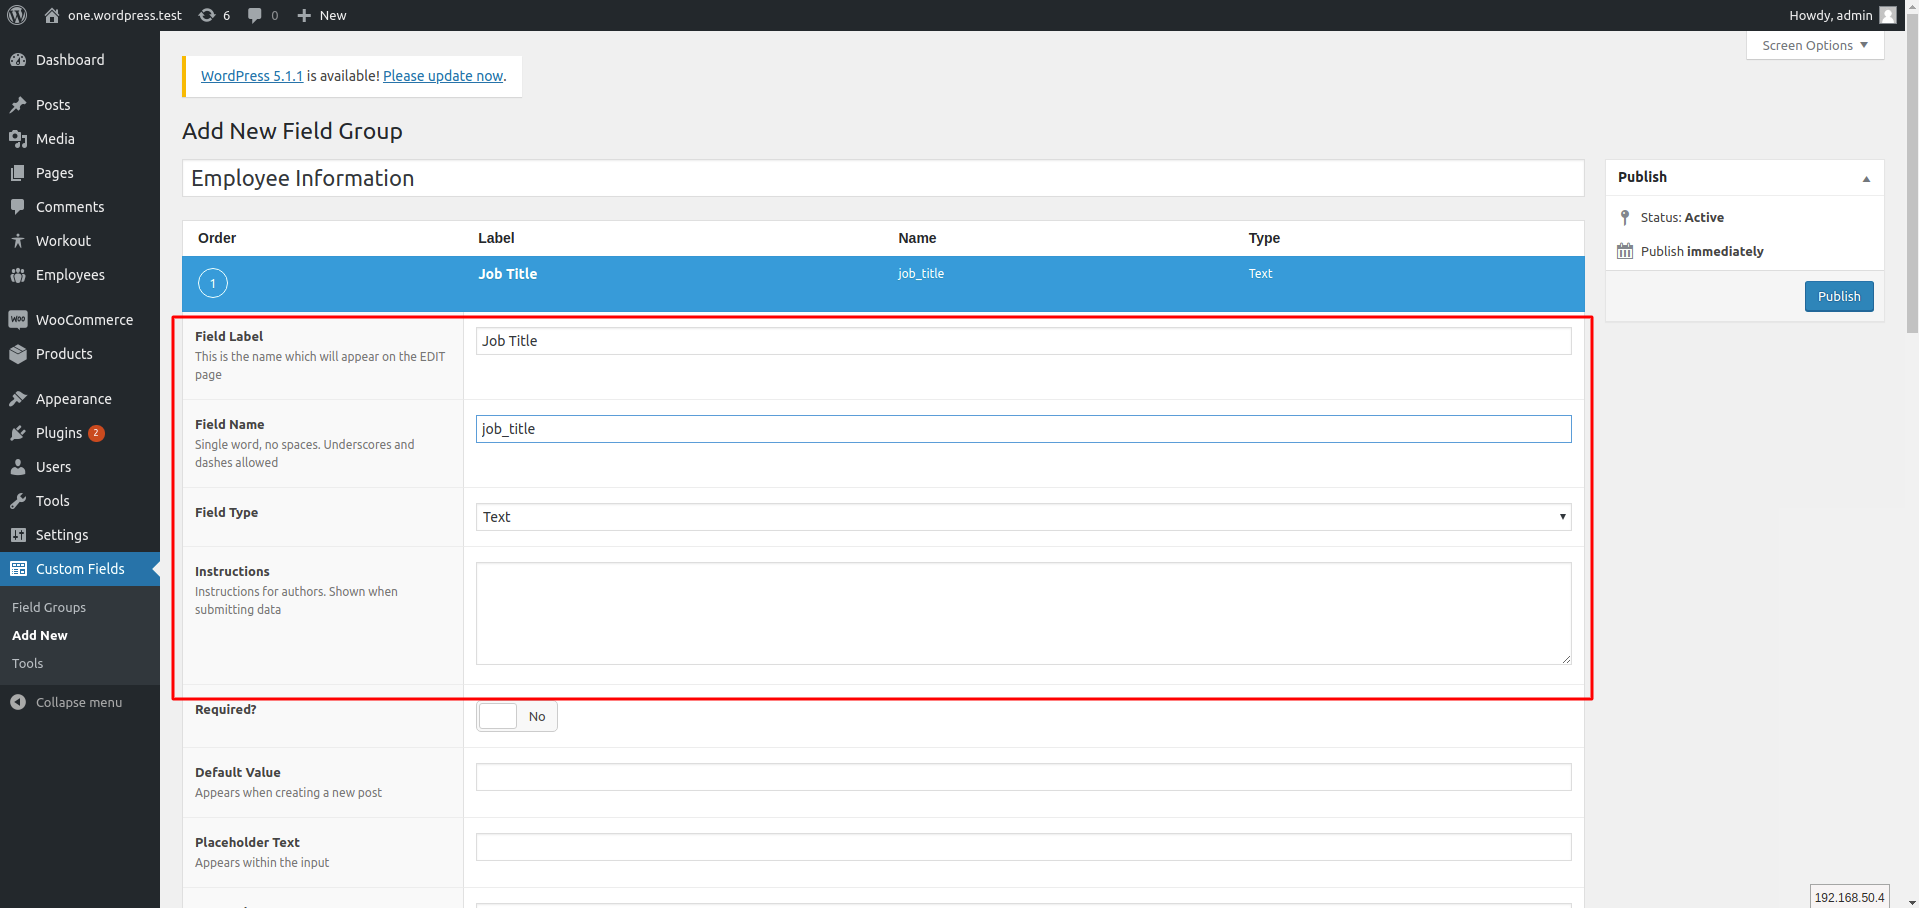 one.wordpress.test 6 0 New Howdy, admin
Screen Options
Dashboard
Posts
Media
Pages
Comments
Workout
Employees
WooCommerce
Products
Appearance
Plugins 2
Users
Tools
Settings
Custom Fields
Field Groups
Add New
Tools
Collapse menu
WordPress 5.1.1 is available! Please update now.
Add New Field Group
Employee Information
Order Label Name Type
1 Job Title job_title Text
Field Label
This is the name which will appear on the EDIT
page
Job Title
Field Name
Single word, no spaces. Underscores and
dashes allowed
job_title
Field Type
Text
Instructions
Instructions for authors. Shown when
submitting data
Required?
No
Default Value
Appears when creating a new post
Placeholder Text
Appears within the input
Publish
Status: Active
Publish immediately
Publish
192.168.50.4